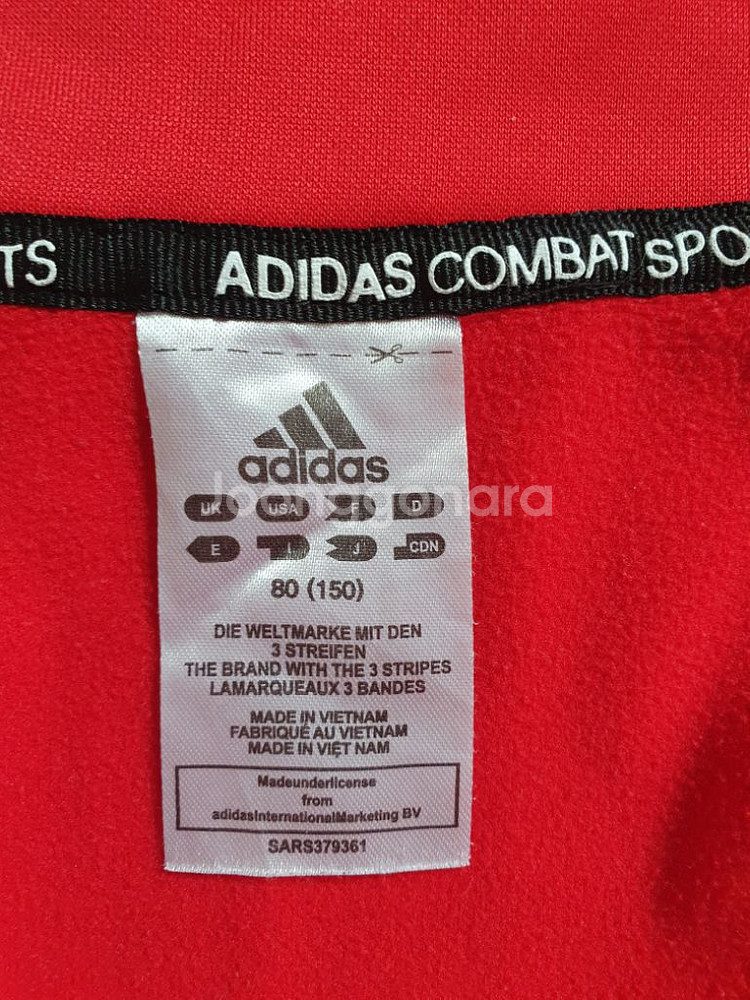 TS ADIDAS COMBAT SPO
adidas
UK USA F D
E I J CDN
Joonggonara
80 (150)
DIE WELTMARKE MIT DEN
3 STREIFEN
THE BRAND WITH THE 3 STRIPES
LAMARQUEAUX 3 BANDES
MADE IN VIETNAM
FABRIQUÉ AU VIETNAM
MADE IN VIỆT NAM
Madeunderlicense
from
adidasInternationalMarketing BV
SARS379361